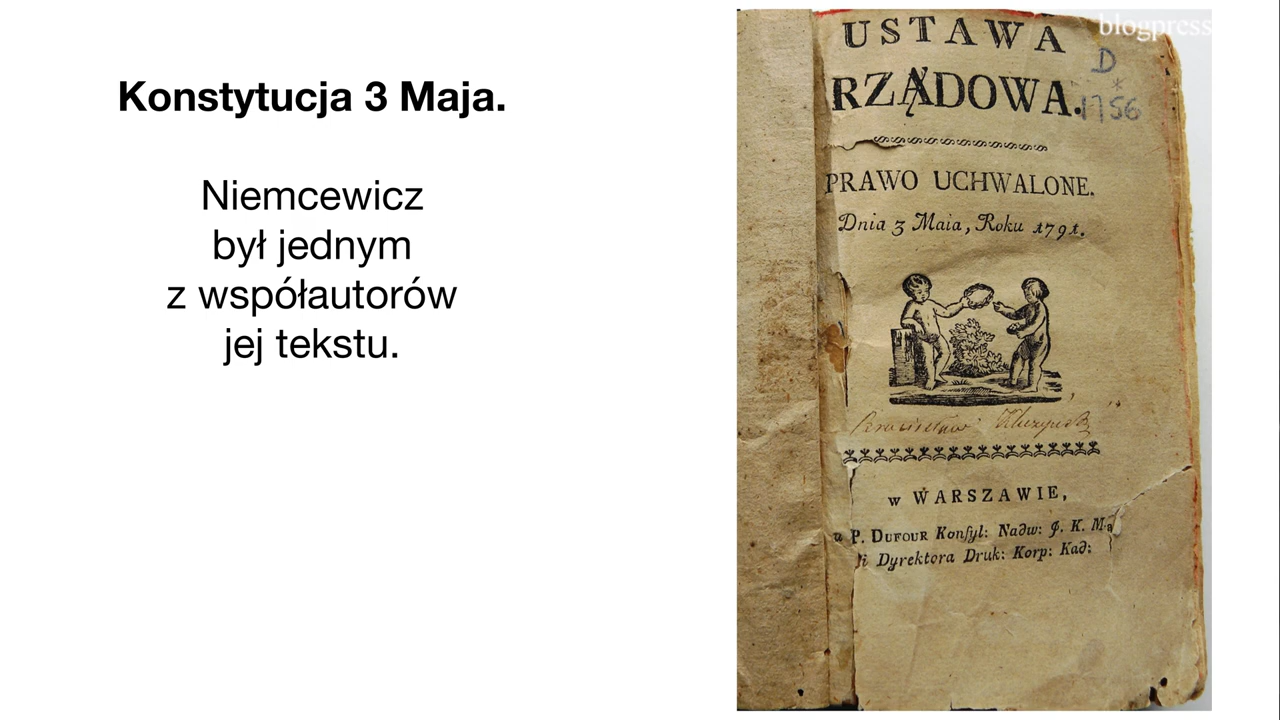 Konstytucja 3 Maja.
Niemcewicz
był jednym
z współautorów
jej tekstu.
blogpress
USTAWA
RZĄDOWA.
D
*
1756
PRAWO UCHWALONE.
Dnia 3 Maia, Roku 1791.
w WARSZAWIE,
u P. DUFOUR Konſyl: Nadw: J. K. M
i Dyrektora Druk: Korp: Kad: